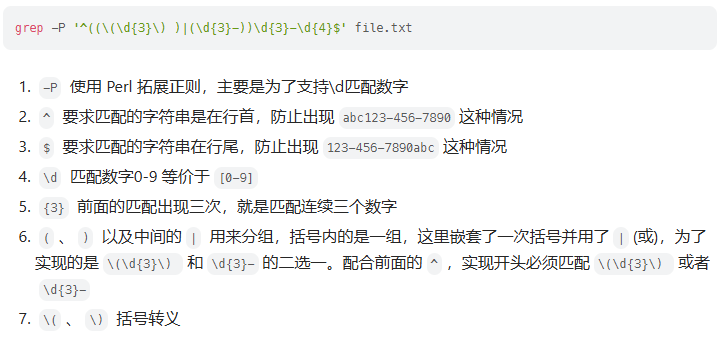 grep -P '^((\(\d{3}\) )|(\d{3}-))\d{3}-\d{4}$' file.txt
1. -P 使用 Perl 拓展正则，主要是为了支持\d匹配数字
2. ^ 要求匹配的字符串是在行首，防止出现 abc123-456-7890 这种情况
3. $ 要求匹配的字符串在行尾，防止出现 123-456-7890abc 这种情况
4. \d 匹配数字0-9 等价于 [0-9]
5. {3} 前面的匹配出现三次，就是匹配连续三个数字
6. ( 、 ) 以及中间的 | 用来分组，括号内的是一组，这里嵌套了一次括号并用了 | (或)，为了
实现的是 \(\d{3}\) 和 \d{3}- 的二选一。配合前面的 ^ ，实现开头必须匹配 \(\d{3}\) 或者
\d{3}-
7. \( 、 \) 括号转义